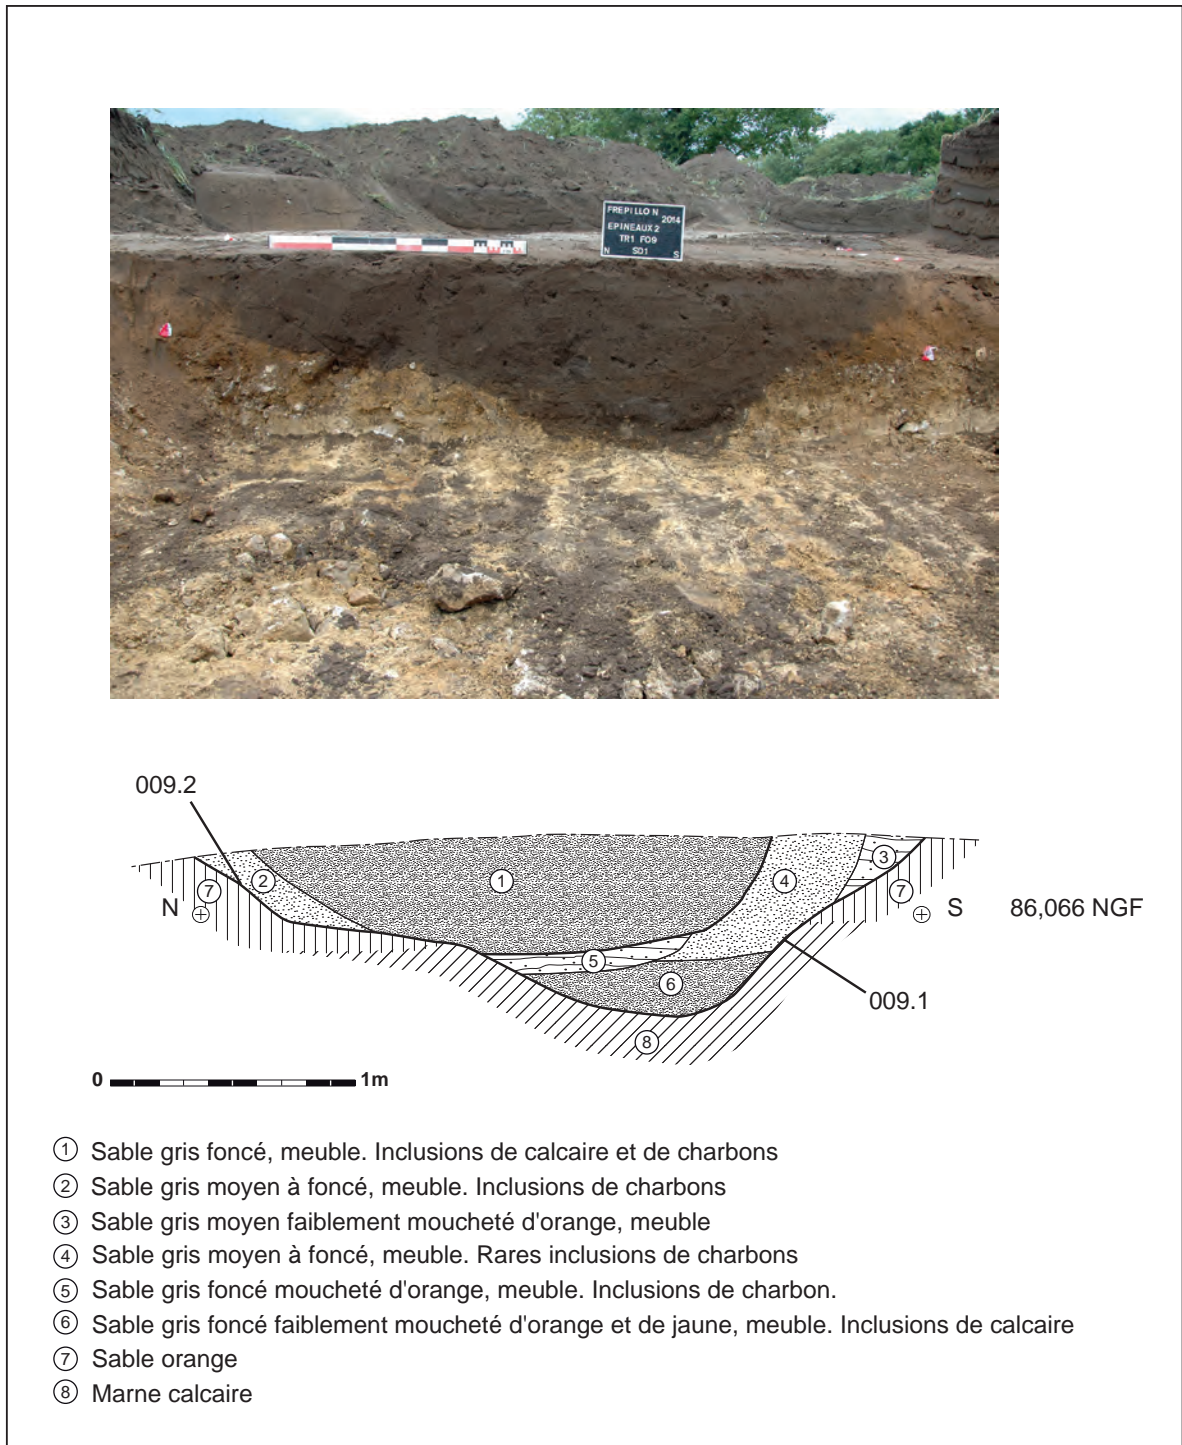 FREPILLON
2014
EPINEAUX 2
TR1 F09
N SD1 S
009.2
1
2
3
4
5
6
7
7
8
N
S
86,066 NGF
009.1
0 1m
1 Sable gris foncé, meuble. Inclusions de calcaire et de charbons
2 Sable gris moyen à foncé, meuble. Inclusions de charbons
3 Sable gris moyen faiblement moucheté d'orange, meuble
4 Sable gris moyen à foncé, meuble. Rares inclusions de charbons
5 Sable gris foncé moucheté d'orange, meuble. Inclusions de charbon.
6 Sable gris foncé faiblement moucheté d'orange et de jaune, meuble. Inclusions de calcaire
7 Sable orange
8 Marne calcaire